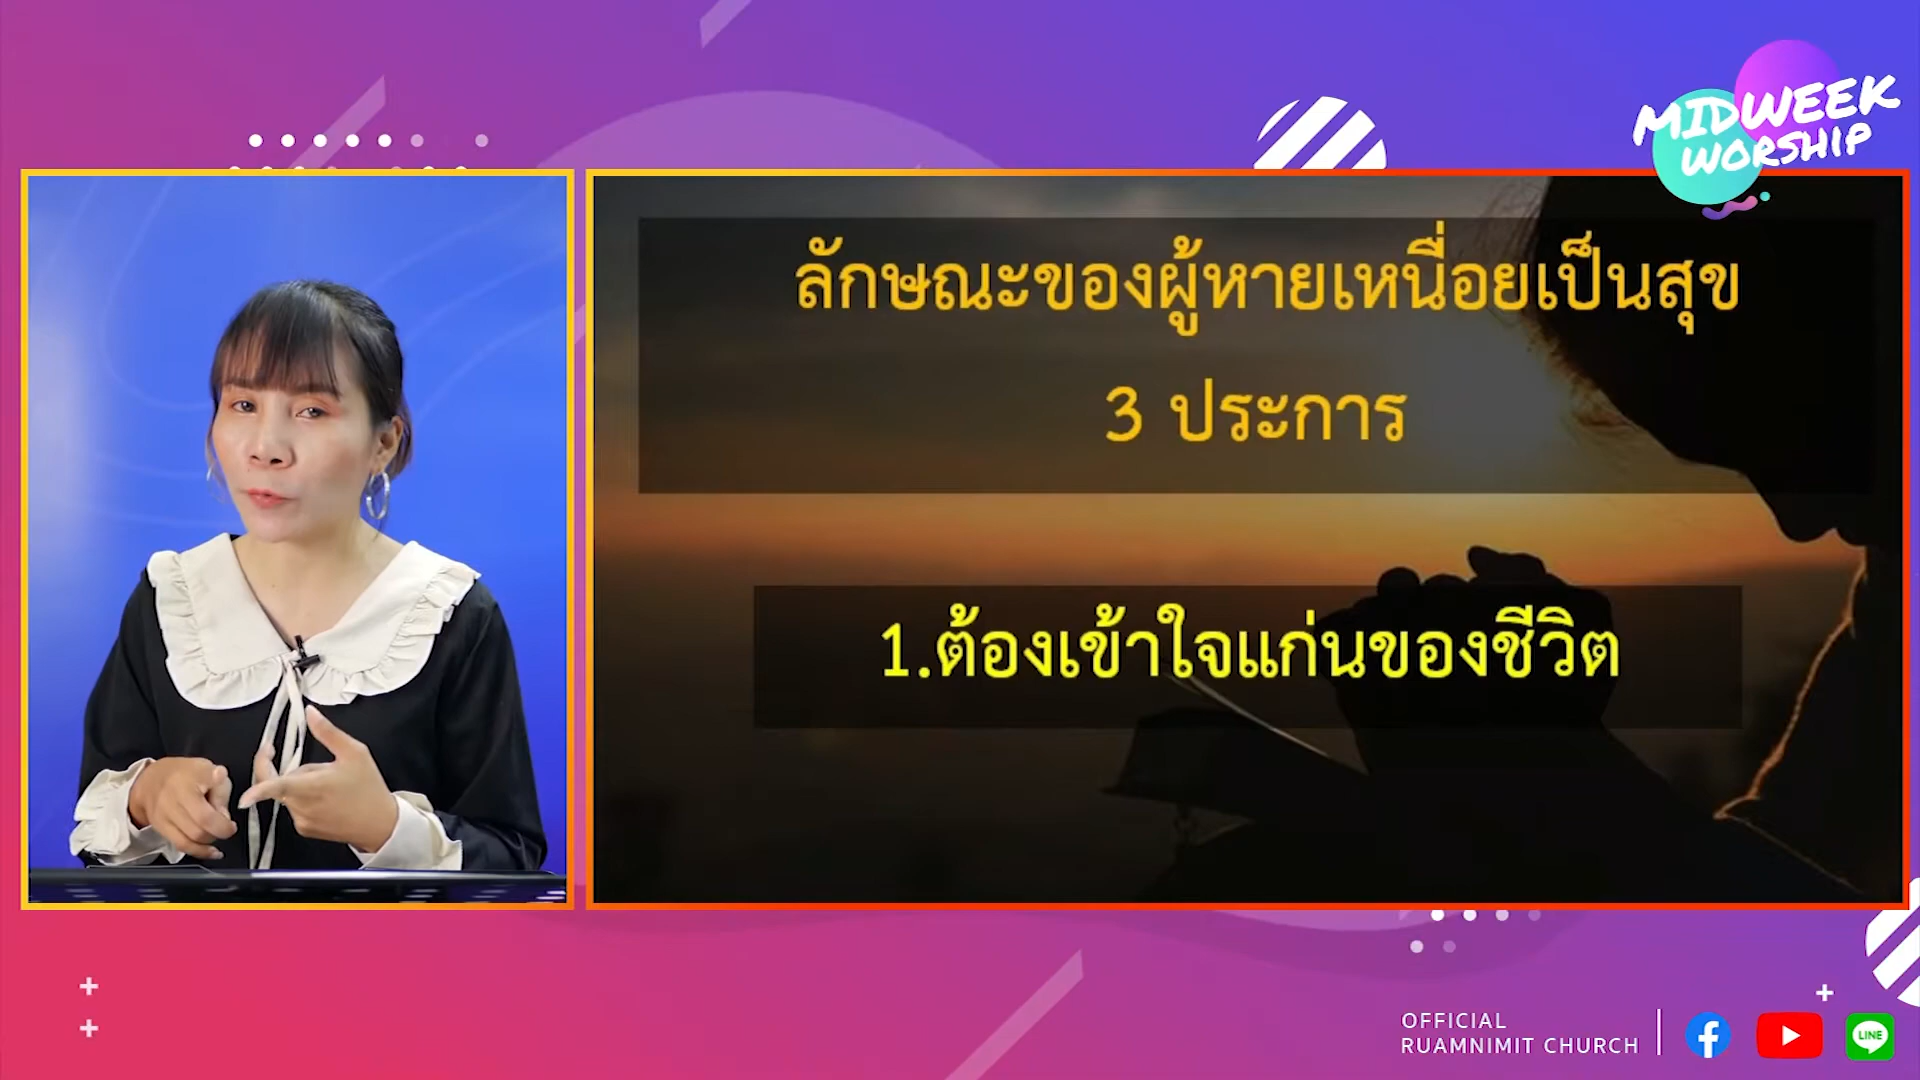 MIDWEEK
WORSHIP
ลักษณะของผู้หายเหนื่อยเป็นสุข
3 ประการ
1.ต้องเข้าใจแก่นของชีวิต
OFFICIAL
RUAMNIMIT CHURCH
LINE